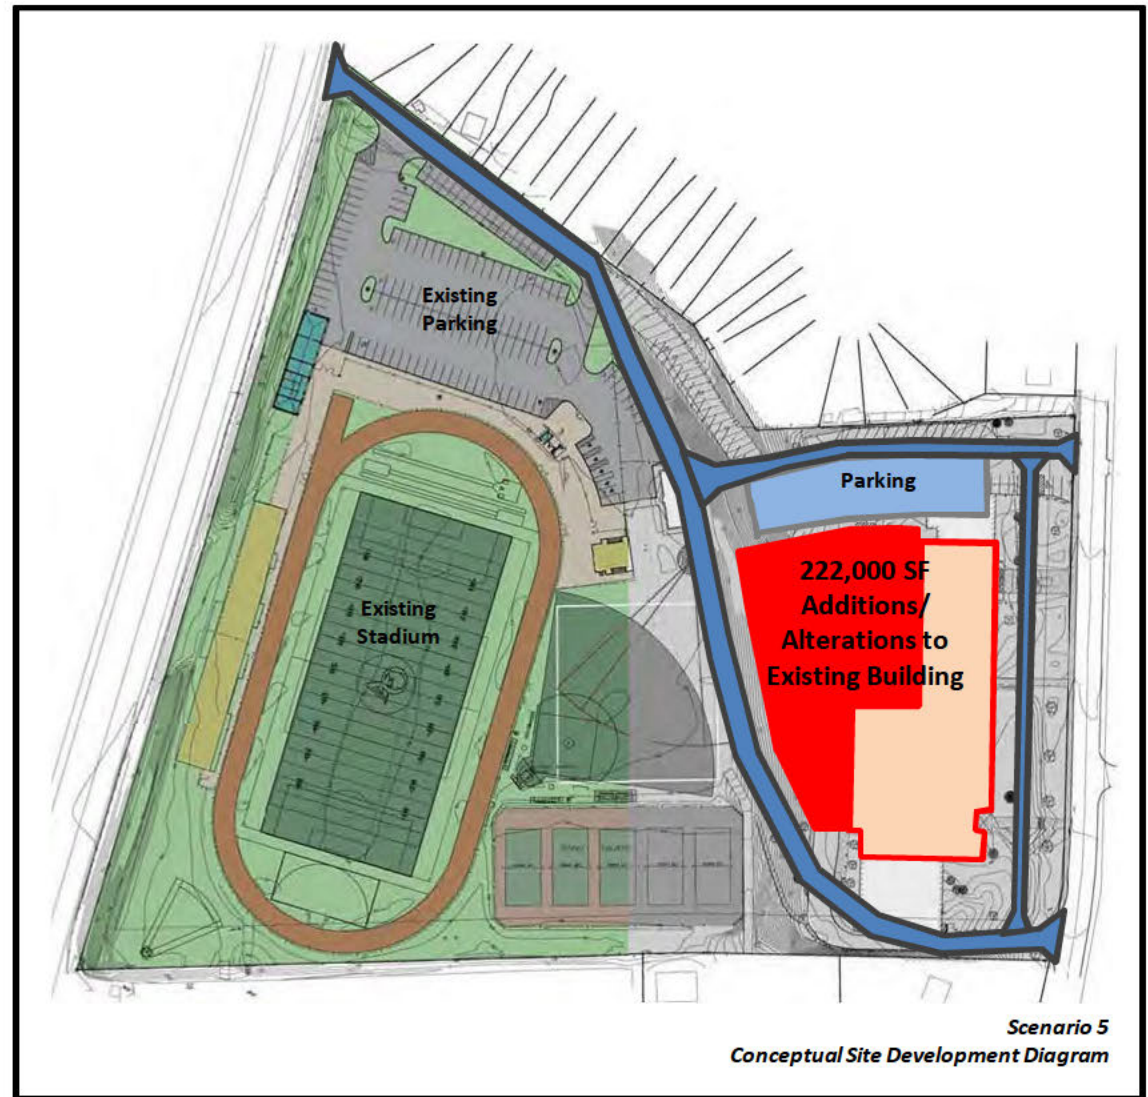 Existing
Parking
Parking
222,000 SF
Additions/
Alterations to
Existing Building
Existing
Stadium
Scenario 5
Conceptual Site Development Diagram